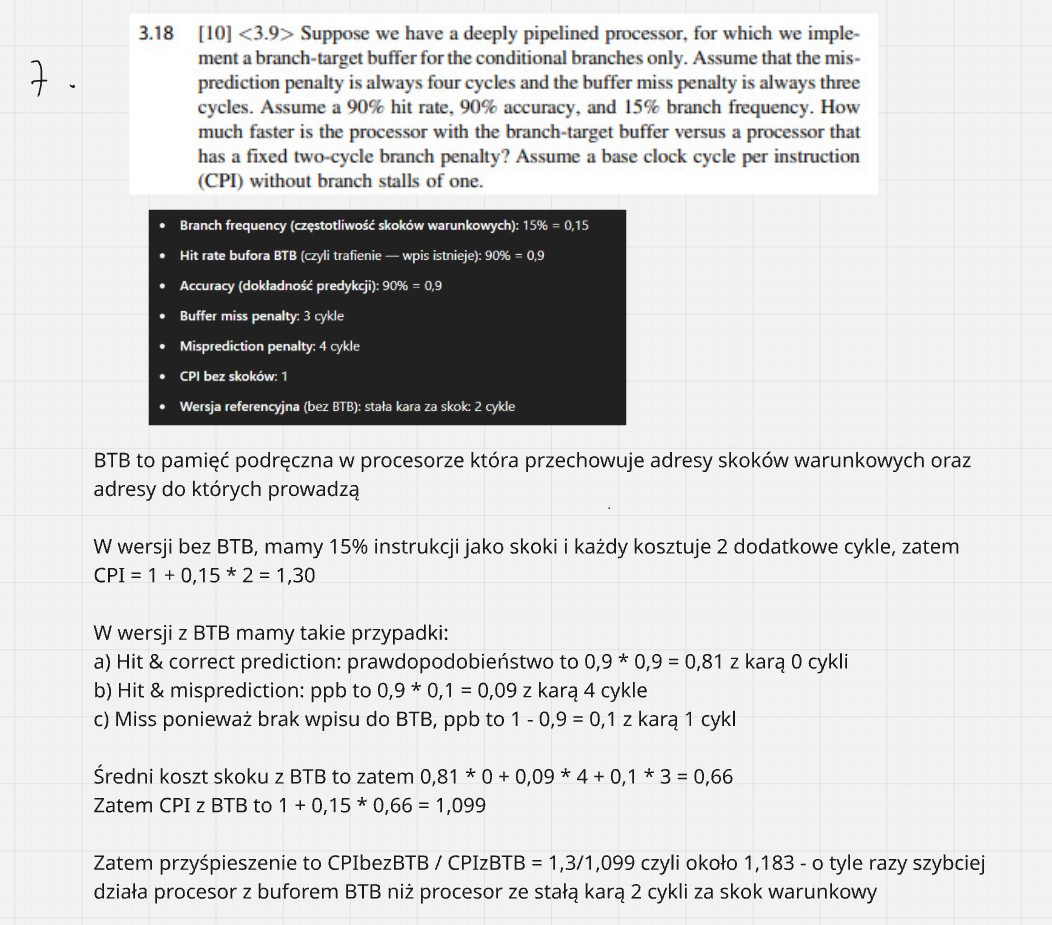 7.
3.18 [10] <3.9> Suppose we have a deeply pipelined processor, for which we imple-
ment a branch-target buffer for the conditional branches only. Assume that the mis-
prediction penalty is always four cycles and the buffer miss penalty is always three
cycles. Assume a 90% hit rate, 90% accuracy, and 15% branch frequency. How
much faster is the processor with the branch-target buffer versus a processor that
has a fixed two-cycle branch penalty? Assume a base clock cycle per instruction
(CPI) without branch stalls of one.
• Branch frequency (częstotliwość skoków warunkowych): 15% = 0,15
• Hit rate bufora BTB (czyli trafienie — wpis istnieje): 90% = 0,9
• Accuracy (dokładność predykcji): 90% = 0,9
• Buffer miss penalty: 3 cykle
• Misprediction penalty: 4 cykle
• CPI bez skoków: 1
• Wersja referencyjna (bez BTB): stała kara za skok: 2 cykle
BTB to pamięć podręczna w procesorze która przechowuje adresy skoków warunkowych oraz
adresy do których prowadzą
W wersji bez BTB, mamy 15% instrukcji jako skoki i każdy kosztuje 2 dodatkowe cykle, zatem
CPI = 1 + 0,15 * 2 = 1,30
W wersji z BTB mamy takie przypadki:
a) Hit & correct prediction: prawdopodobieństwo to 0,9 * 0,9 = 0,81 z karą 0 cykli
b) Hit & misprediction: ppb to 0,9 * 0,1 = 0,09 z karą 4 cykle
c) Miss ponieważ brak wpisu do BTB, ppb to 1 - 0,9 = 0,1 z karą 1 cykl
Średni koszt skoku z BTB to zatem 0,81 * 0 + 0,09 * 4 + 0,1 * 3 = 0,66
Zatem CPI z BTB to 1 + 0,15 * 0,66 = 1,099
Zatem przyśpieszenie to CPIbezBTB / CPIzBTB = 1,3/1,099 czyli około 1,183 - o tyle razy szybciej
działa procesor z buforem BTB niż procesor ze stałą karą 2 cykli za skok warunkowy